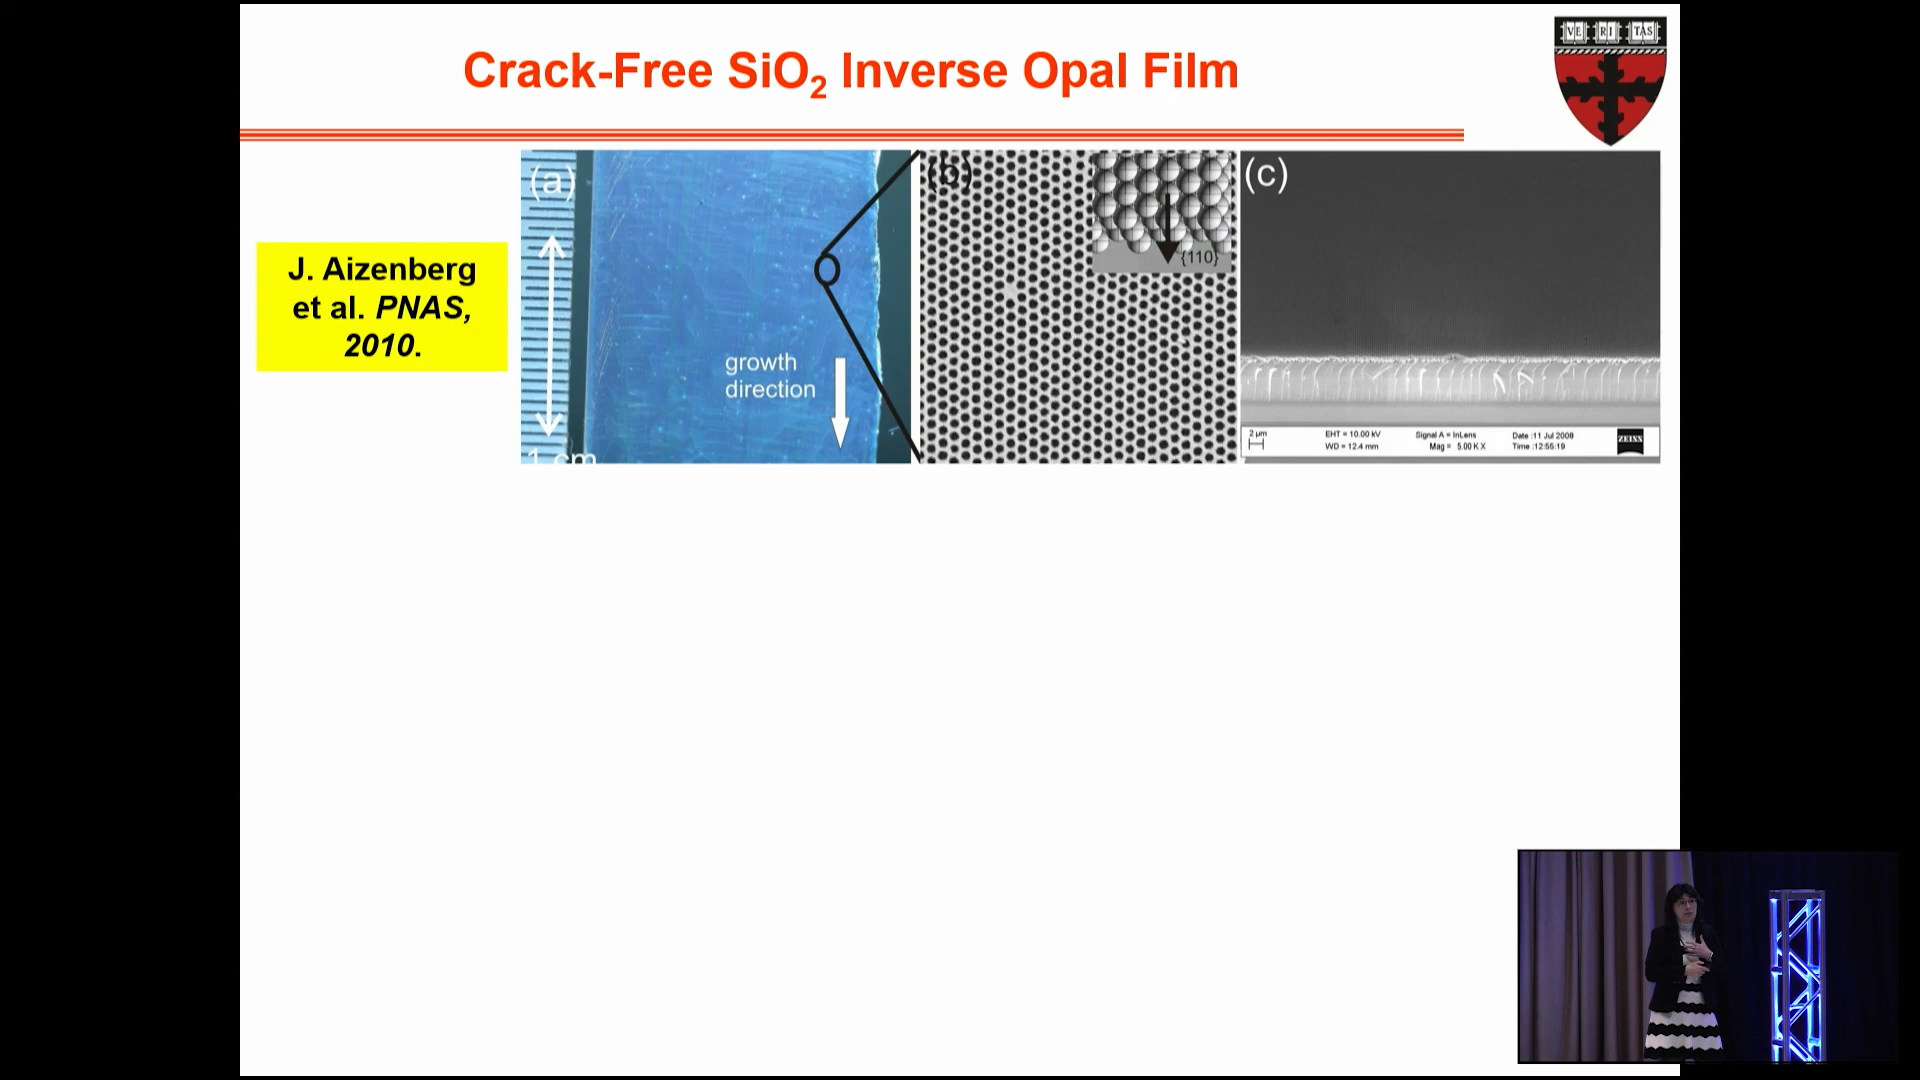 Crack-Free SiO2 Inverse Opal Film
VE RI TAS
J. Aizenberg
et al. PNAS,
2010.
(a)
growth
direction
1 cm
(b)
{110}
(c)
2 µm
EHT = 10.00 kV
WD = 12.4 mm
Signal A = InLens
Mag = 5.00 K X
Date :11 Jul 2008
Time :12:55:19
ZEISS